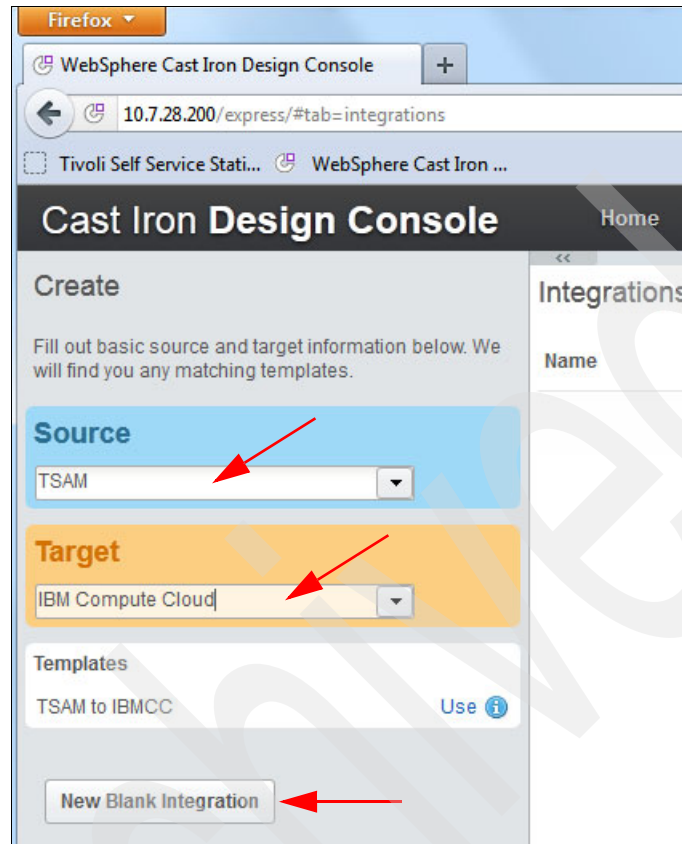 Firefox
WebSphere Cast Iron Design Console
+
10.7.28.200/express/#tab=integrations
Tivoli Self Service Stati... WebSphere Cast Iron ...
Cast Iron Design Console
Home
<<
Create
Integrations
Fill out basic source and target information below. We
will find you any matching templates.
Name
Source
TSAM
Target
IBM Compute Cloud
Templates
TSAM to IBMCC
Use
New Blank Integration